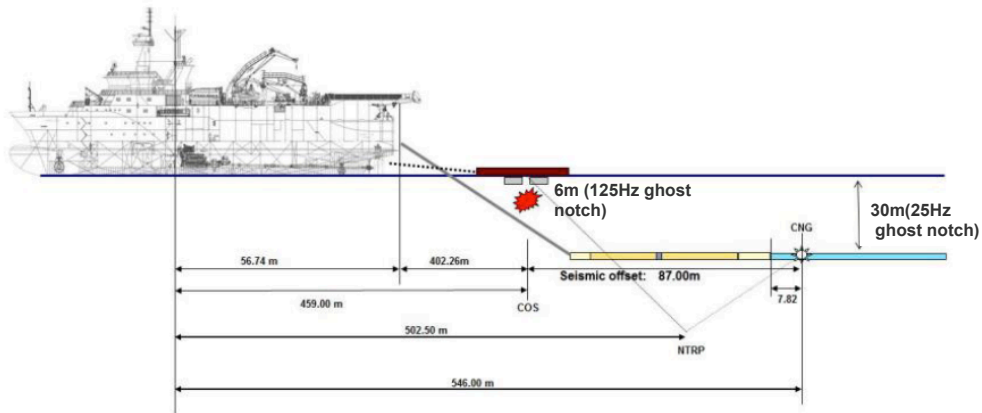 6m (125Hz ghost
notch)
30m(25Hz
ghost notch)
CNG
56.74 m
402.26m
Seismic offset: 87.00m
7.82
459.00 m
COS
502.50 m
NTRP
546.00 m